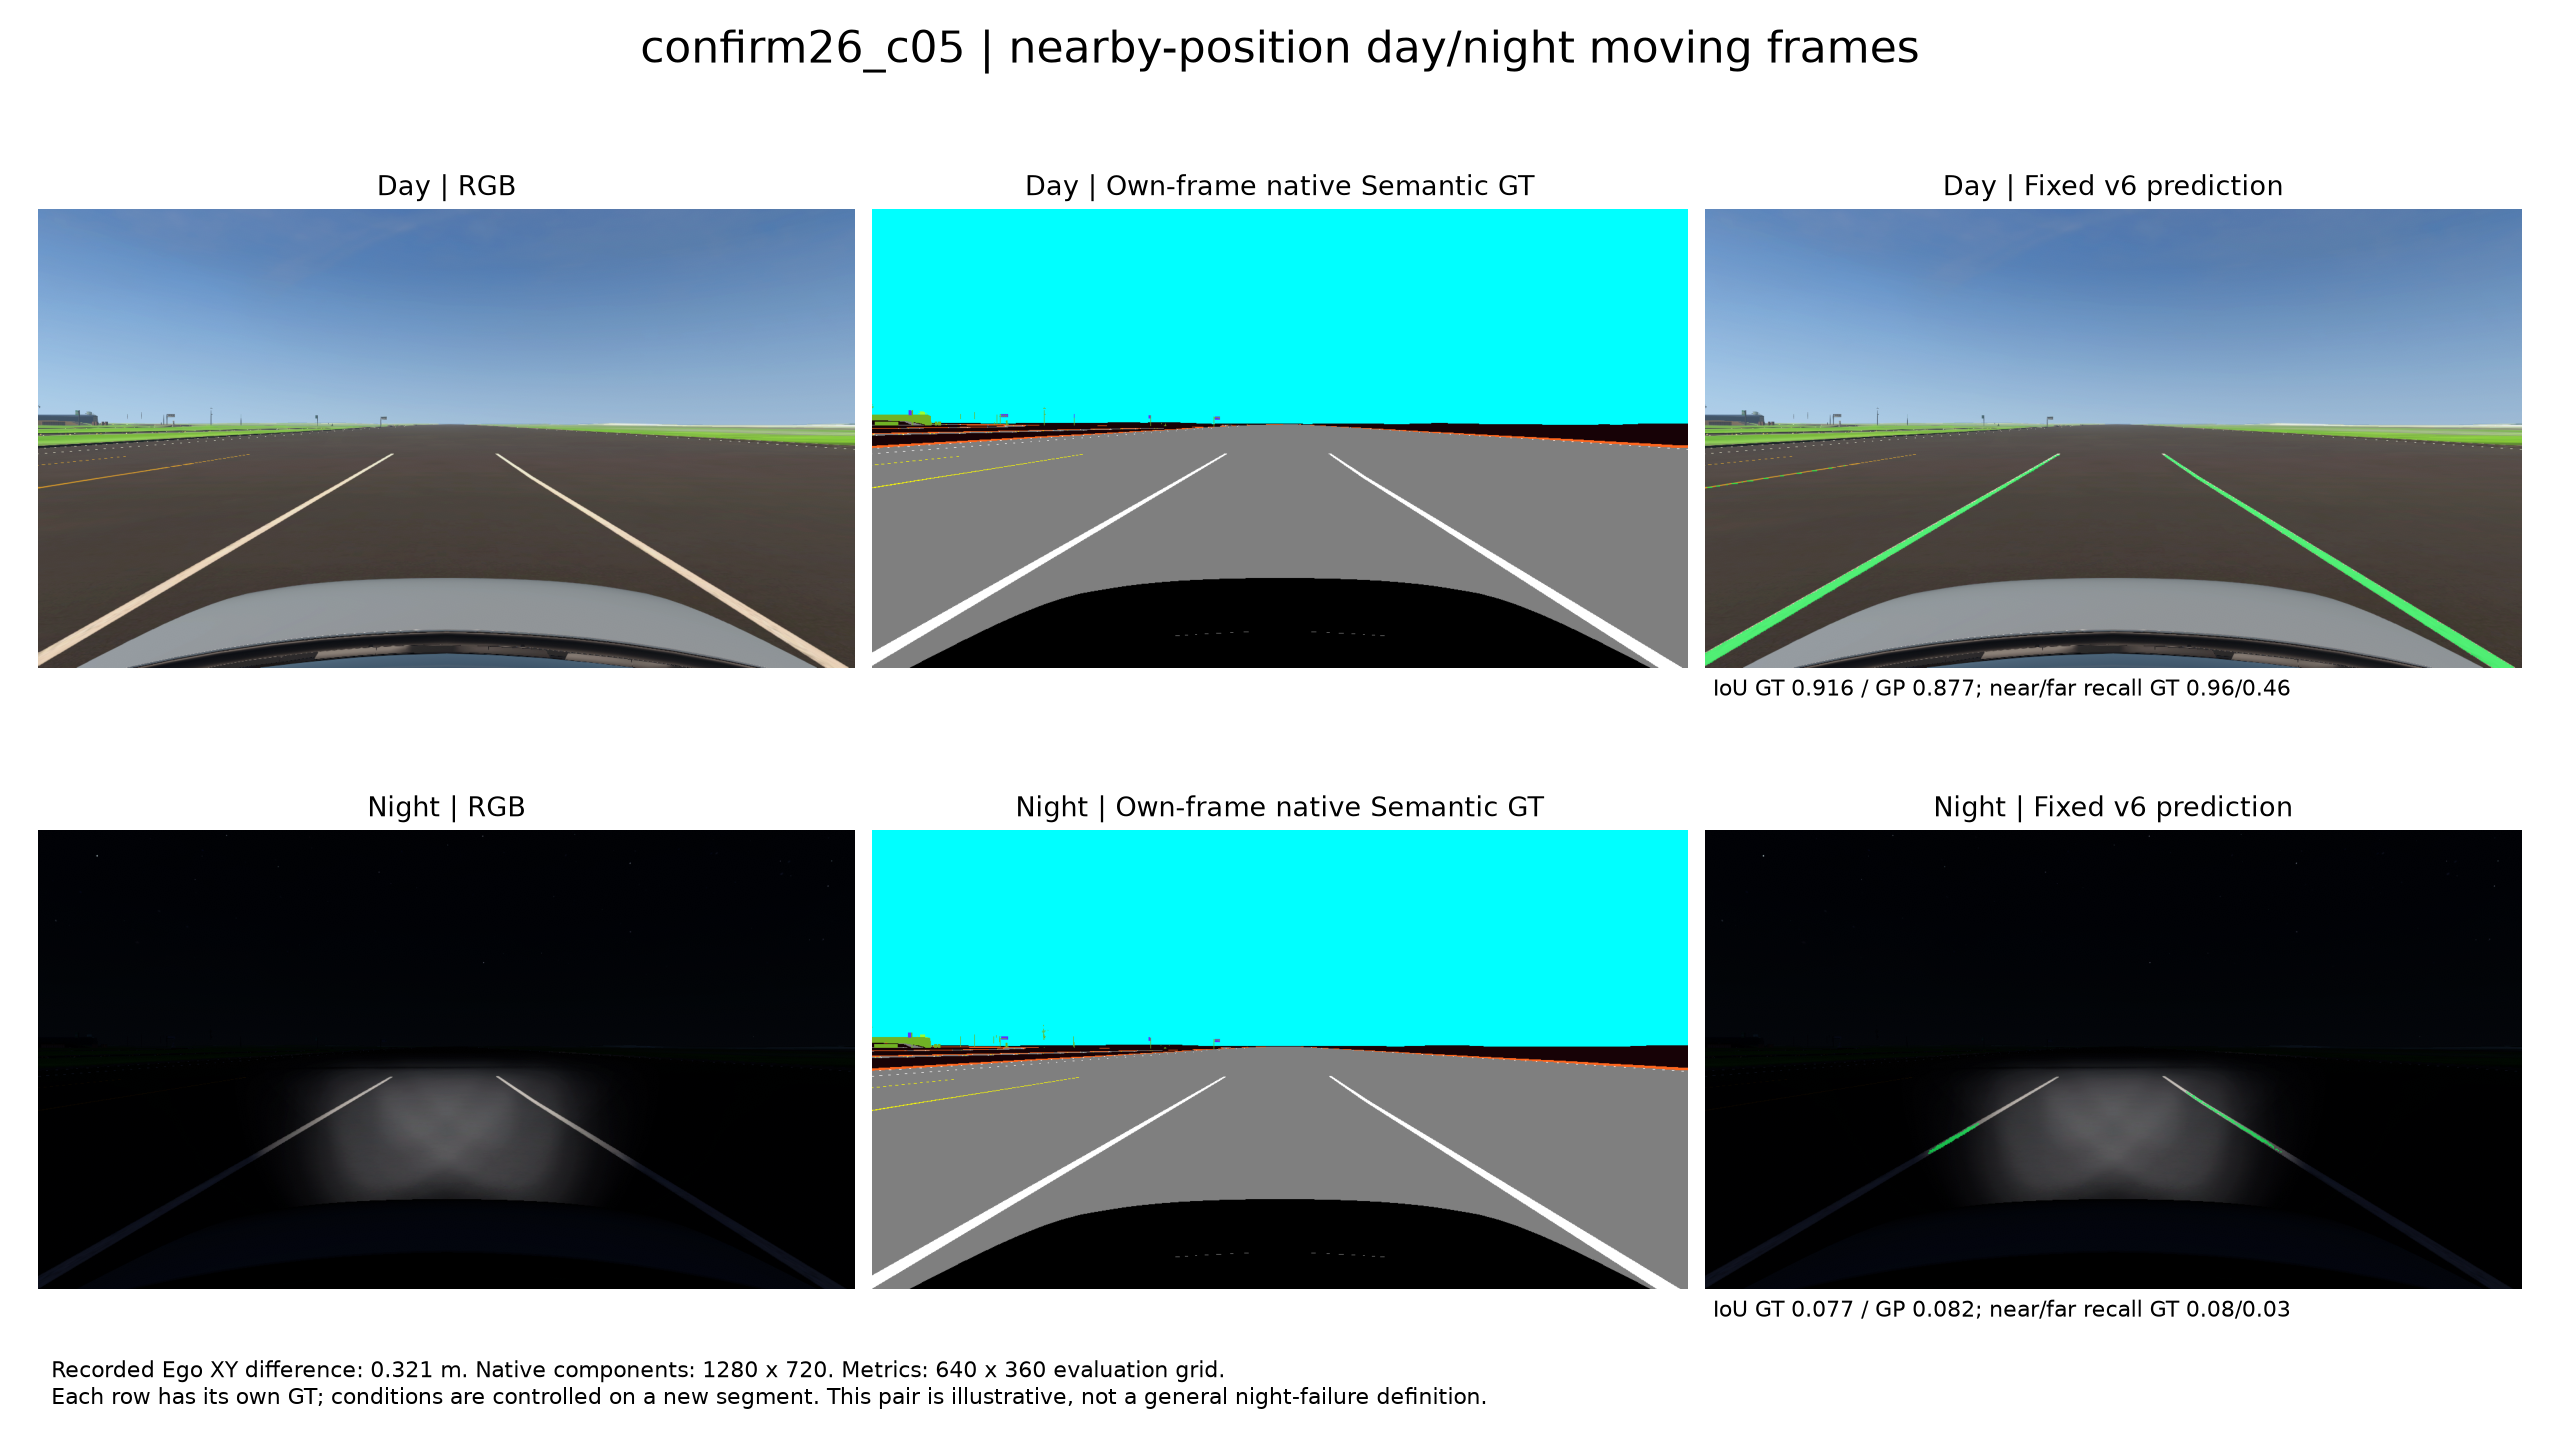 confirm26_c05 | nearby-position day/night moving frames
Day | RGB
Day | Own-frame native Semantic GT
Day | Fixed v6 prediction
IoU GT 0.916 / GP 0.877; near/far recall GT 0.96/0.46
Night | RGB
Night | Own-frame native Semantic GT
Night | Fixed v6 prediction
IoU GT 0.077 / GP 0.082; near/far recall GT 0.08/0.03
Recorded Ego XY difference: 0.321 m. Native components: 1280 x 720. Metrics: 640 x 360 evaluation grid.
Each row has its own GT; conditions are controlled on a new segment. This pair is illustrative, not a general night-failure definition.